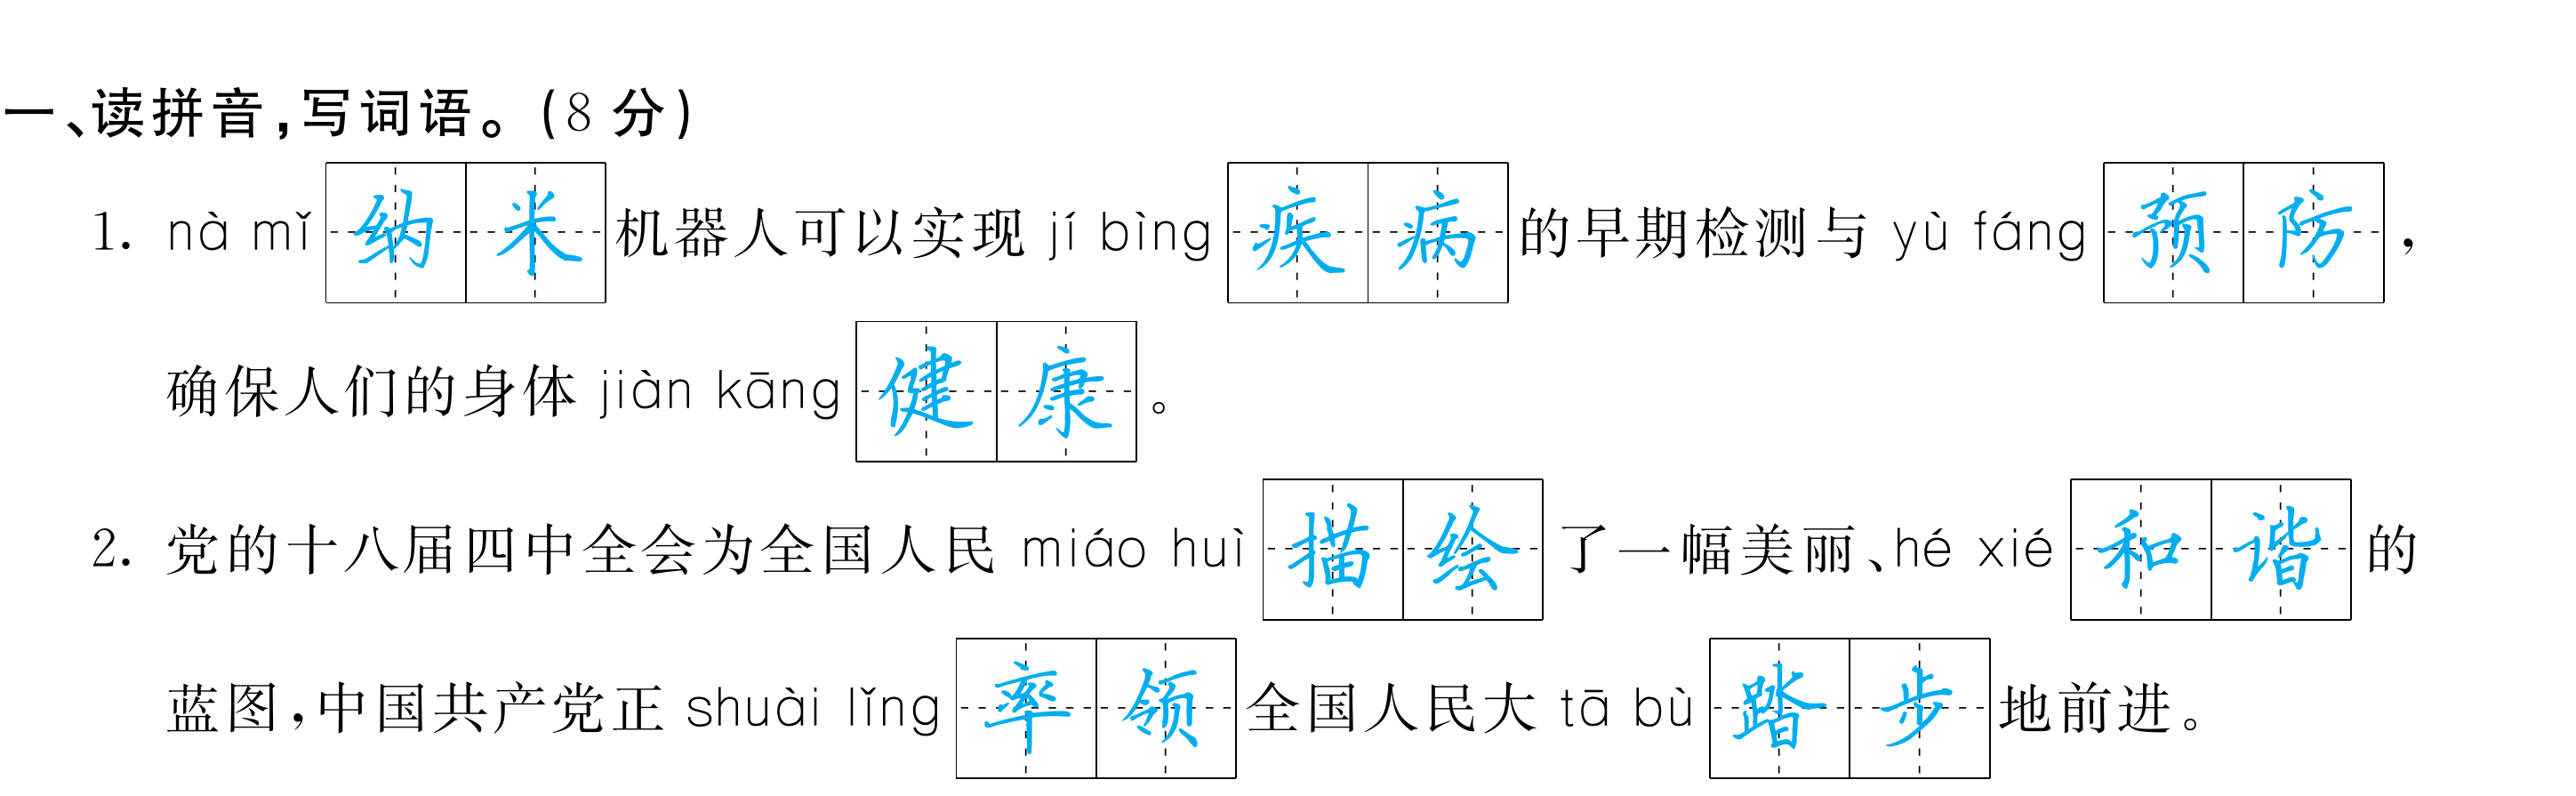 一、读拼音,写词语。(8 分)
1. nà mǐ 纳米 机器人可以实现 jí bìng 疾病 的早期检测与 yù fáng 预防,
确保人们的身体 jiàn kāng 健康。
2. 党的十八届四中全会为全国人民 miáo huì 描绘 了一幅美丽、hé xié 和谐 的
蓝图,中国共产党正 shuài lǐng 率领 全国人民大 tā bù 踏步 地前进。